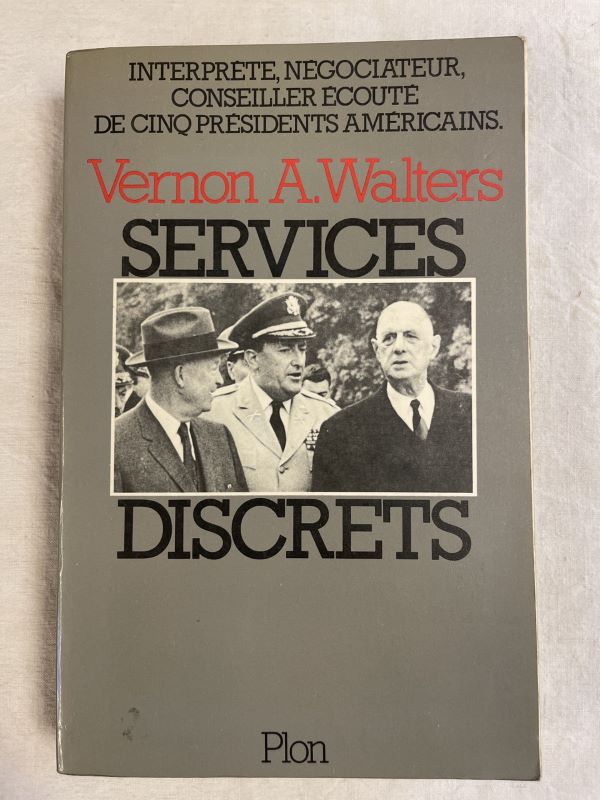 INTERPRÈTE, NÉGOCIATEUR,
CONSEILLER ÉCOUTÉ
DE CINQ PRÉSIDENTS AMÉRICAINS.
Vernon A. Walters
SERVICES
DISCRETS
Plon